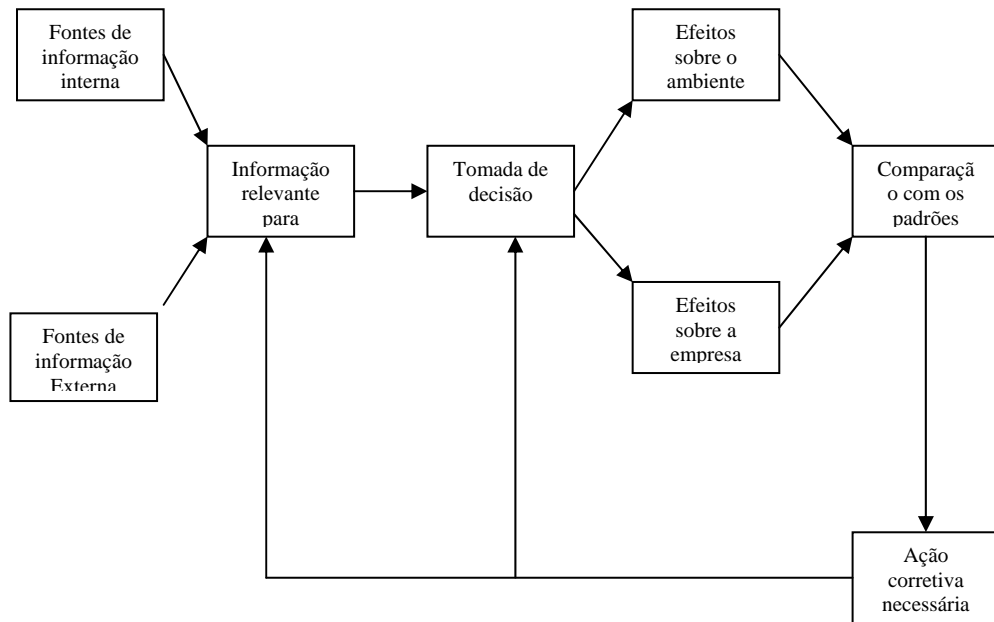 Fontes de
informação
interna
Efeitos
sobre o
ambiente
Informação
relevante
para
Tomada de
decisão
Comparaçã
o com os
padrões
Fontes de
informação
Externa
Efeitos
sobre a
empresa
Ação
corretiva
necessária